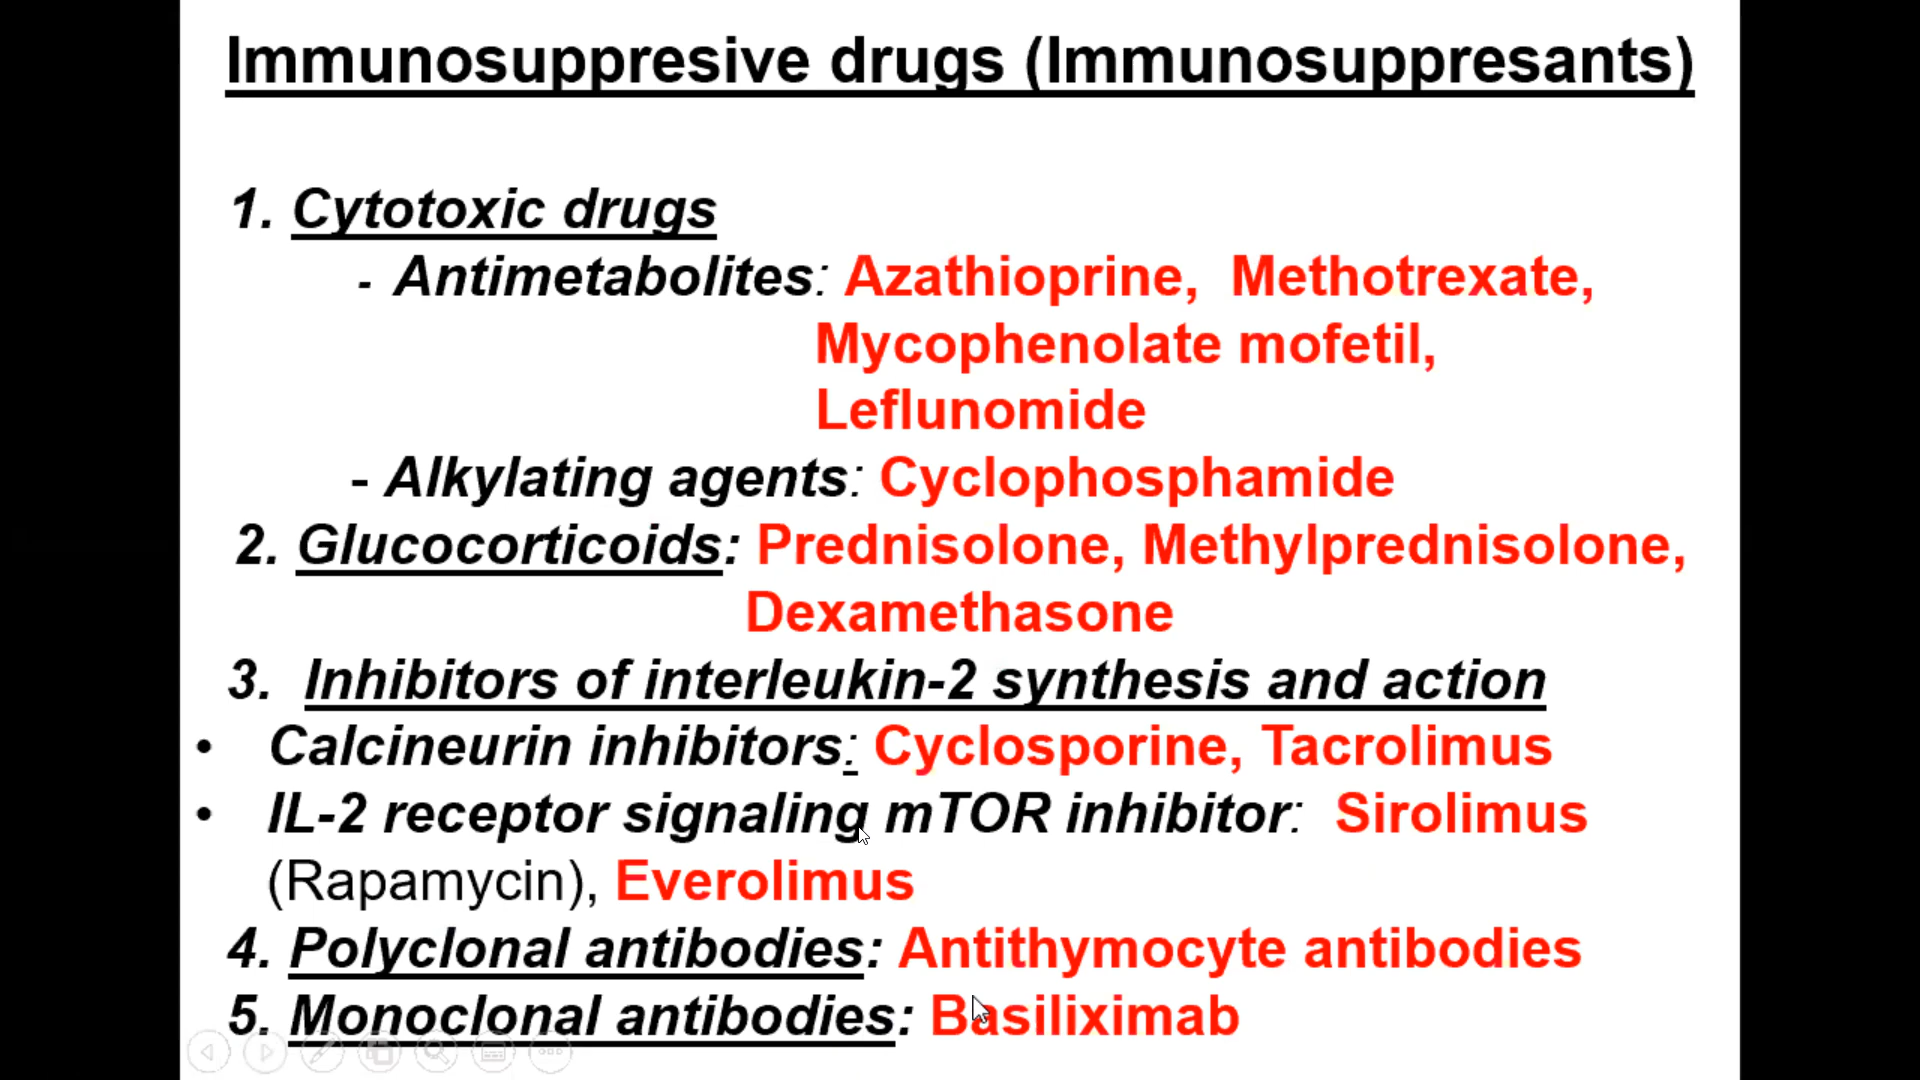 Immunosuppresive drugs (Immunosuppresants)
1. Cytotoxic drugs
- Antimetabolites: Azathioprine, Methotrexate,
Mycophenolate mofetil,
Leflunomide
- Alkylating agents: Cyclophosphamide
2. Glucocorticoids: Prednisolone, Methylprednisolone,
Dexamethasone
3. Inhibitors of interleukin-2 synthesis and action
• Calcineurin inhibitors: Cyclosporine, Tacrolimus
• IL-2 receptor signaling mTOR inhibitor: Sirolimus
(Rapamycin), Everolimus
4. Polyclonal antibodies: Antithymocyte antibodies
5. Monoclonal antibodies: Basiliximab